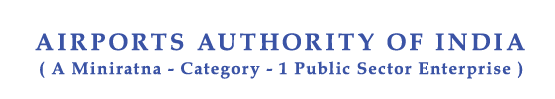 AIRPORTS AUTHORITY OF INDIA
( A Miniratna - Category - 1 Public Sector Enterprise )